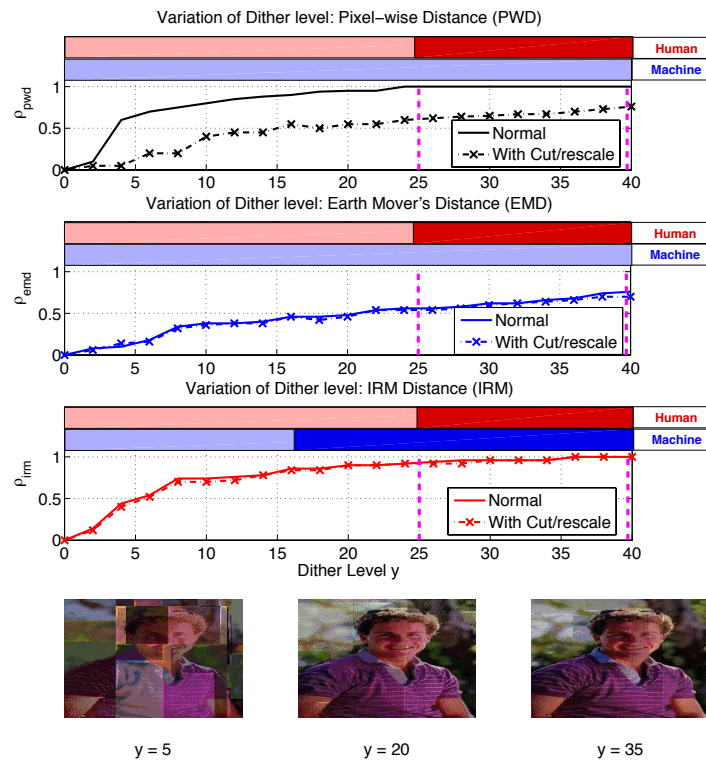 Variation of Dither level: Pixel−wise Distance (PWD)
Human
Machine
1
0.5
0
ρpwd
Normal
With Cut/rescale
0 5 10 15 20 25 30 35 40
Variation of Dither level: Earth Mover's Distance (EMD)
Human
Machine
1
0.5
0
ρemd
Normal
With Cut/rescale
0 5 10 15 20 25 30 35 40
Variation of Dither level: IRM Distance (IRM)
Human
Machine
1
0.5
0
ρirm
Normal
With Cut/rescale
0 5 10 15 20 25 30 35 40
Dither Level y
y = 5 y = 20 y = 35